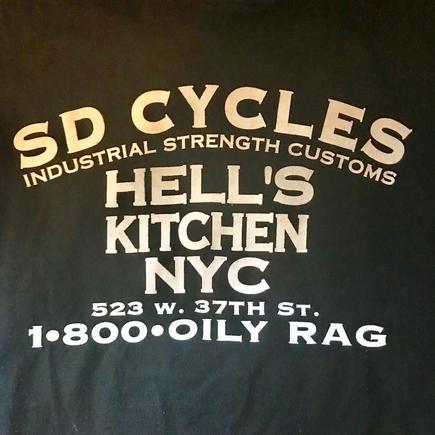 SD CYCLES
INDUSTRIAL STRENGTH CUSTOMS
HELL'S
KITCHEN
NYC
523 W. 37TH ST.
1•800•OILY RAG